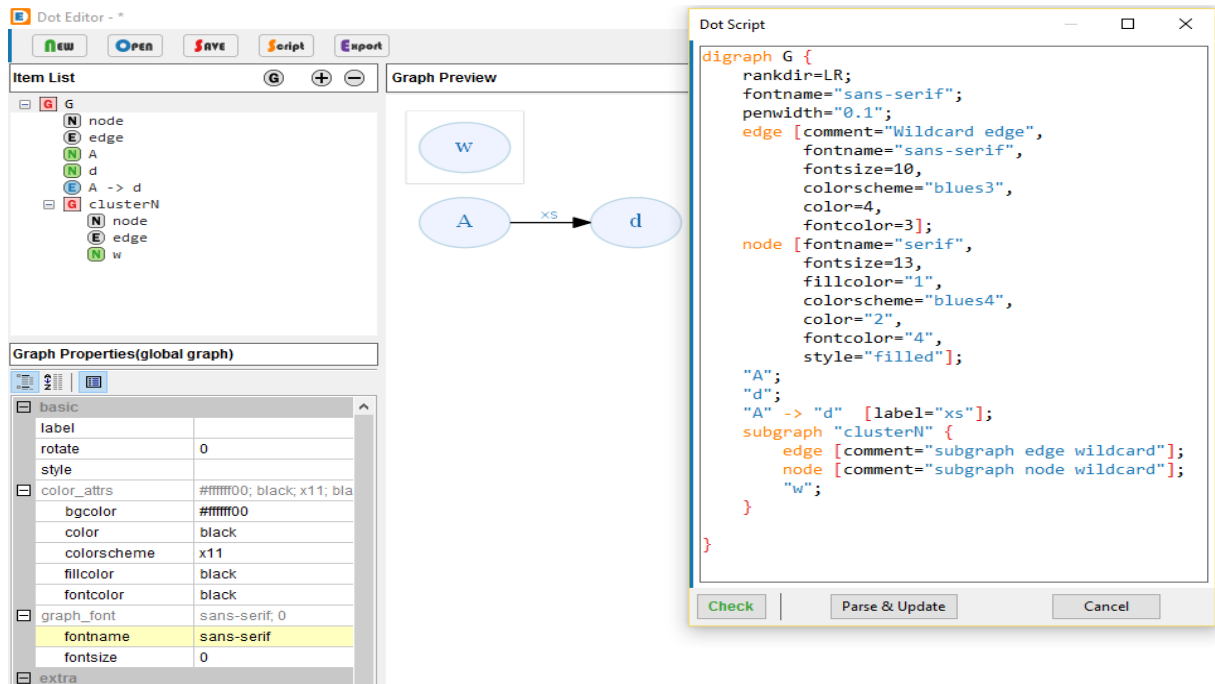 Dot Editor - *
New Open Save Script Export
Item List G
G G
N node
E edge
N A
N d
E A -> d
G clusterN
N node
E edge
N w
Graph Properties(global graph)
basic
label
rotate 0
style
color_attrs #ffffff00; black; x11; bla
bgcolor #ffffff00
color black
colorscheme x11
fillcolor black
fontcolor black
graph_font sans-serif; 0
fontname sans-serif
fontsize 0
extra
Graph Preview
w
A xs d
Dot Script
digraph G {
rankdir=LR;
fontname="sans-serif";
penwidth="0.1";
edge [comment="Wildcard edge",
fontname="sans-serif",
fontsize=10,
colorscheme="blues3",
color=4,
fontcolor=3];
node [fontname="serif",
fontsize=13,
fillcolor="1",
colorscheme="blues4",
color="2",
fontcolor="4",
style="filled"];
"A";
"d";
"A" -> "d" [label="xs"];
subgraph "clusterN" {
edge [comment="subgraph edge wildcard"];
node [comment="subgraph node wildcard"];
"w";
}
}
Check Parse & Update Cancel